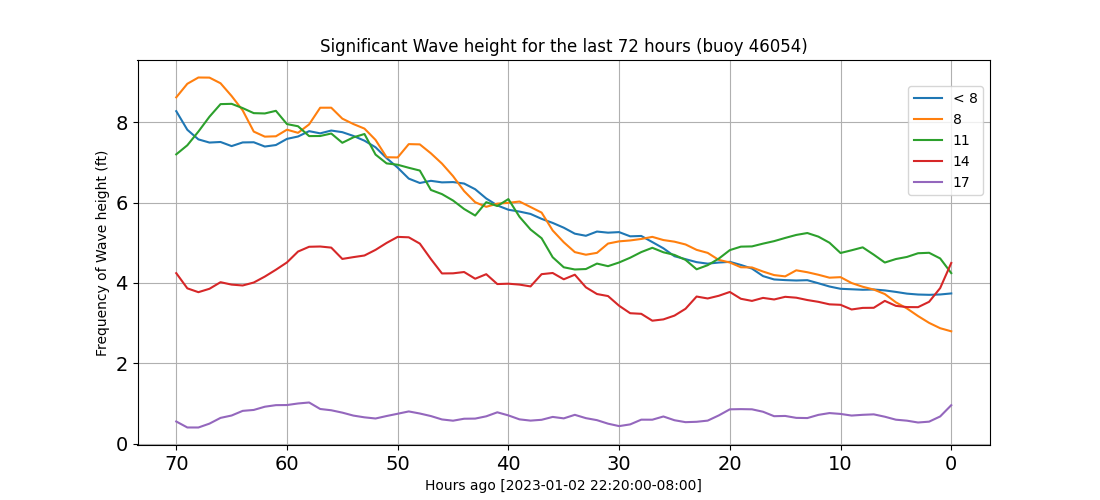 Significant Wave height for the last 72 hours (buoy 46054)
Frequency of Wave height (ft)
8
6
4
2
0
< 8
8
11
14
17
70 60 50 40 30 20 10 0
Hours ago [2023-01-02 22:20:00-08:00]